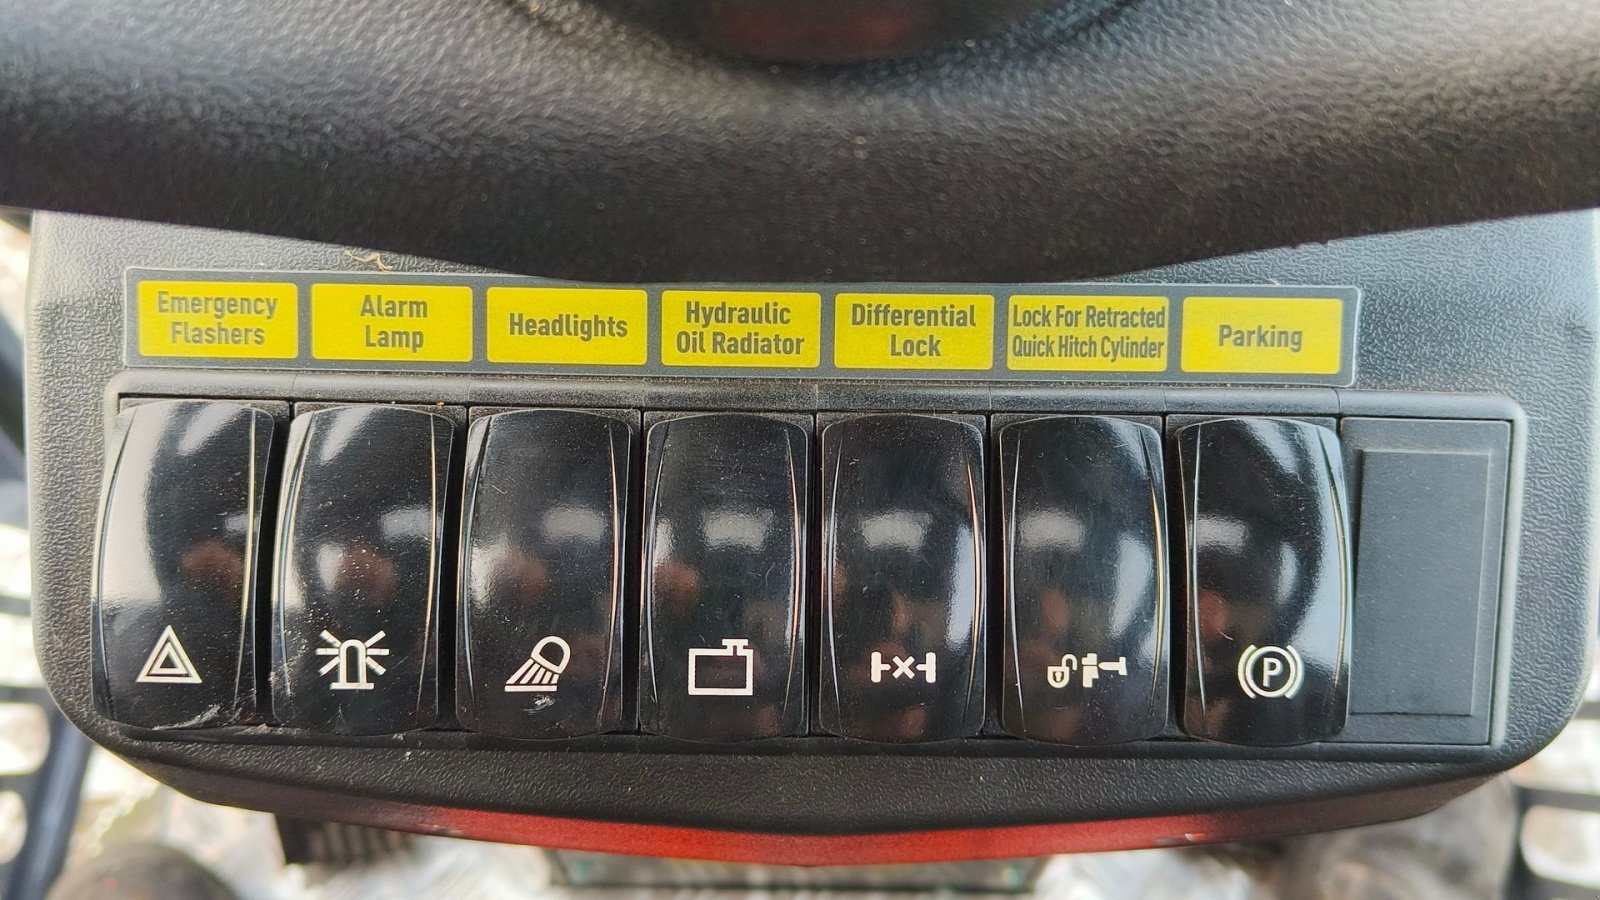 Emergency
Flashers
Alarm
Lamp
Headlights
Hydraulic
Oil Radiator
Differential
Lock
Lock For Retracted
Quick Hitch Cylinder
Parking
P